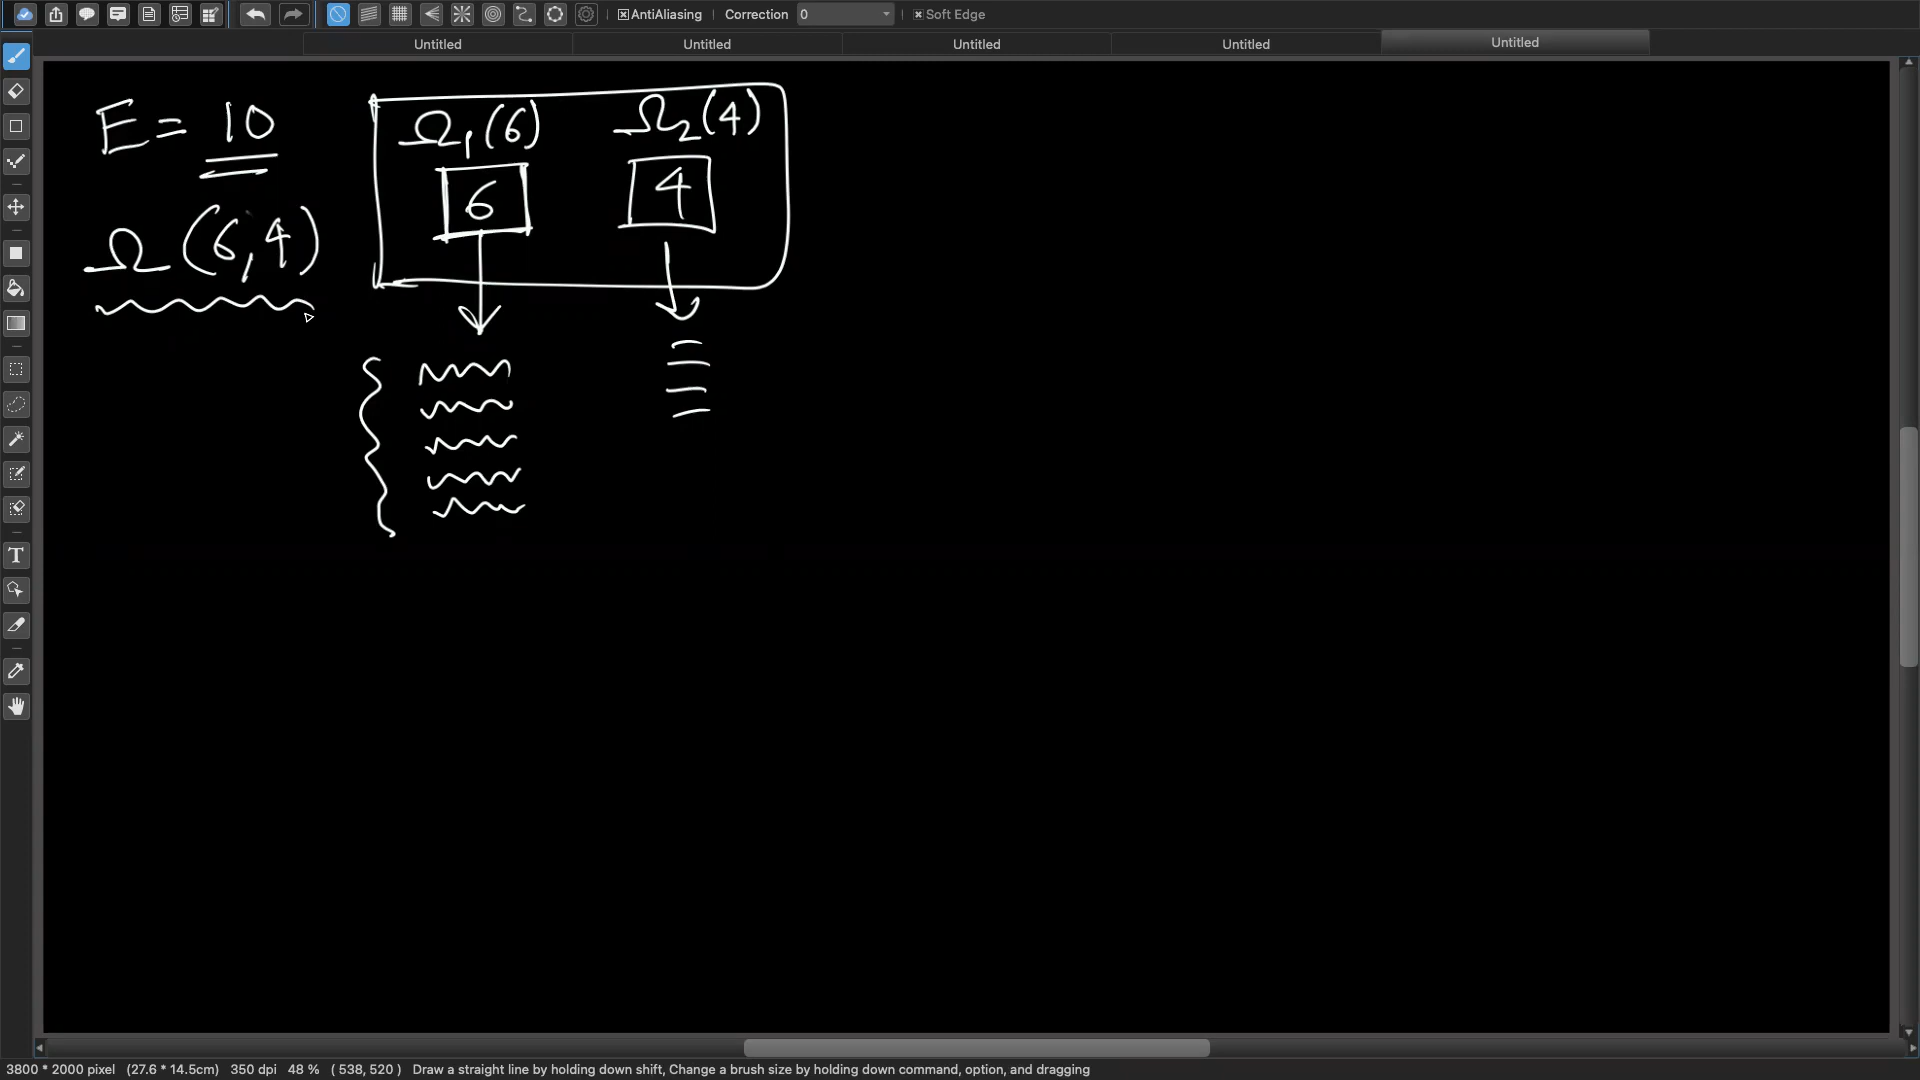 AntiAliasing
Correction
0
Soft Edge
Untitled
Untitled
Untitled
Untitled
Untitled
E = 10
Ω₁(6)
Ω₂(4)
6
4
Ω(6,4)
T
3800 * 2000 pixel (27.6 * 14.5cm) 350 dpi 48 % ( 538, 520 ) Draw a straight line by holding down shift, Change a brush size by holding down command, option, and dragging